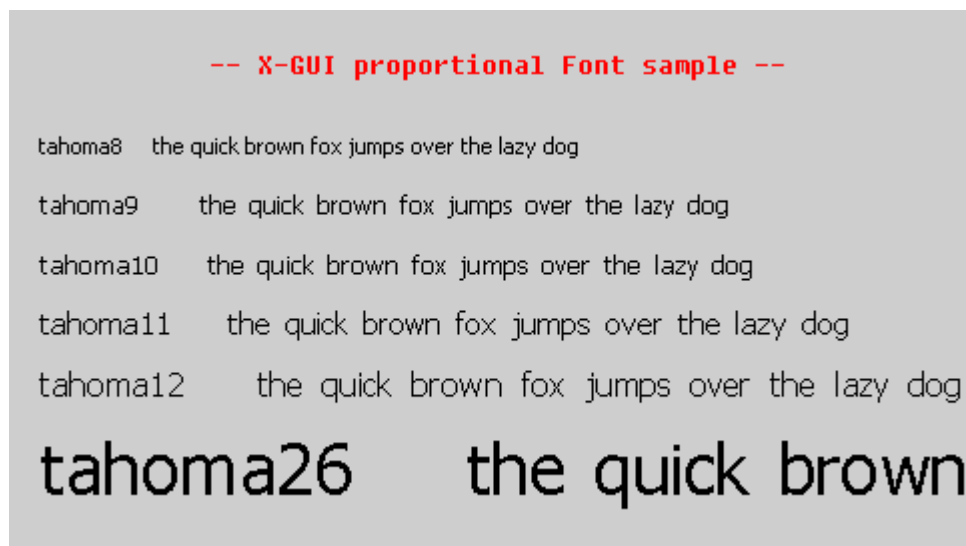 -- X-GUI proportional Font sample --
tahoma8 the quick brown fox jumps over the lazy dog
tahoma9 the quick brown fox jumps over the lazy dog
tahoma10 the quick brown fox jumps over the lazy dog
tahoma11 the quick brown fox jumps over the lazy dog
tahoma12 the quick brown fox jumps over the lazy dog
tahoma26 the quick brown